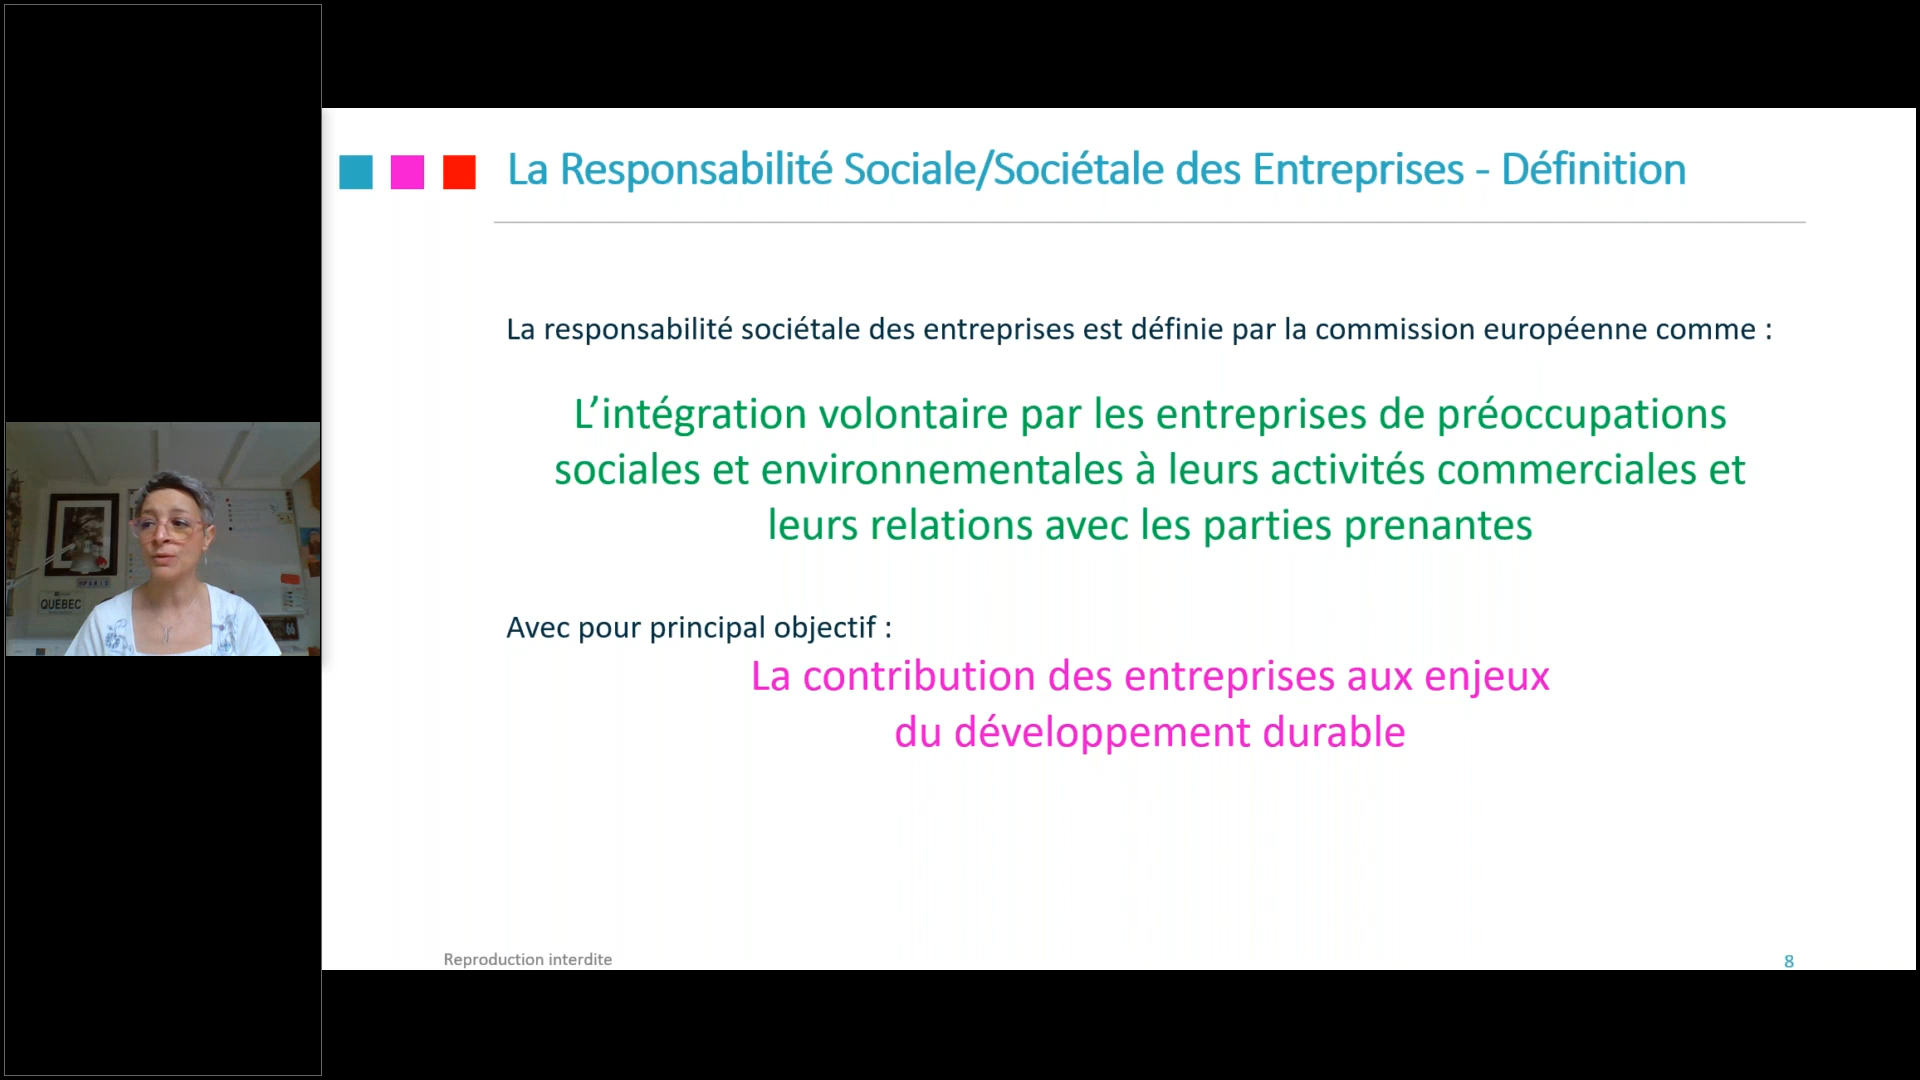 La Responsabilité Sociale/Sociétale des Entreprises - Définition
La responsabilité sociétale des entreprises est définie par la commission européenne comme :
L’intégration volontaire par les entreprises de préoccupations
sociales et environnementales à leurs activités commerciales et
leurs relations avec les parties prenantes
Avec pour principal objectif :
La contribution des entreprises aux enjeux
du développement durable
Reproduction interdite
8
QUEBEC